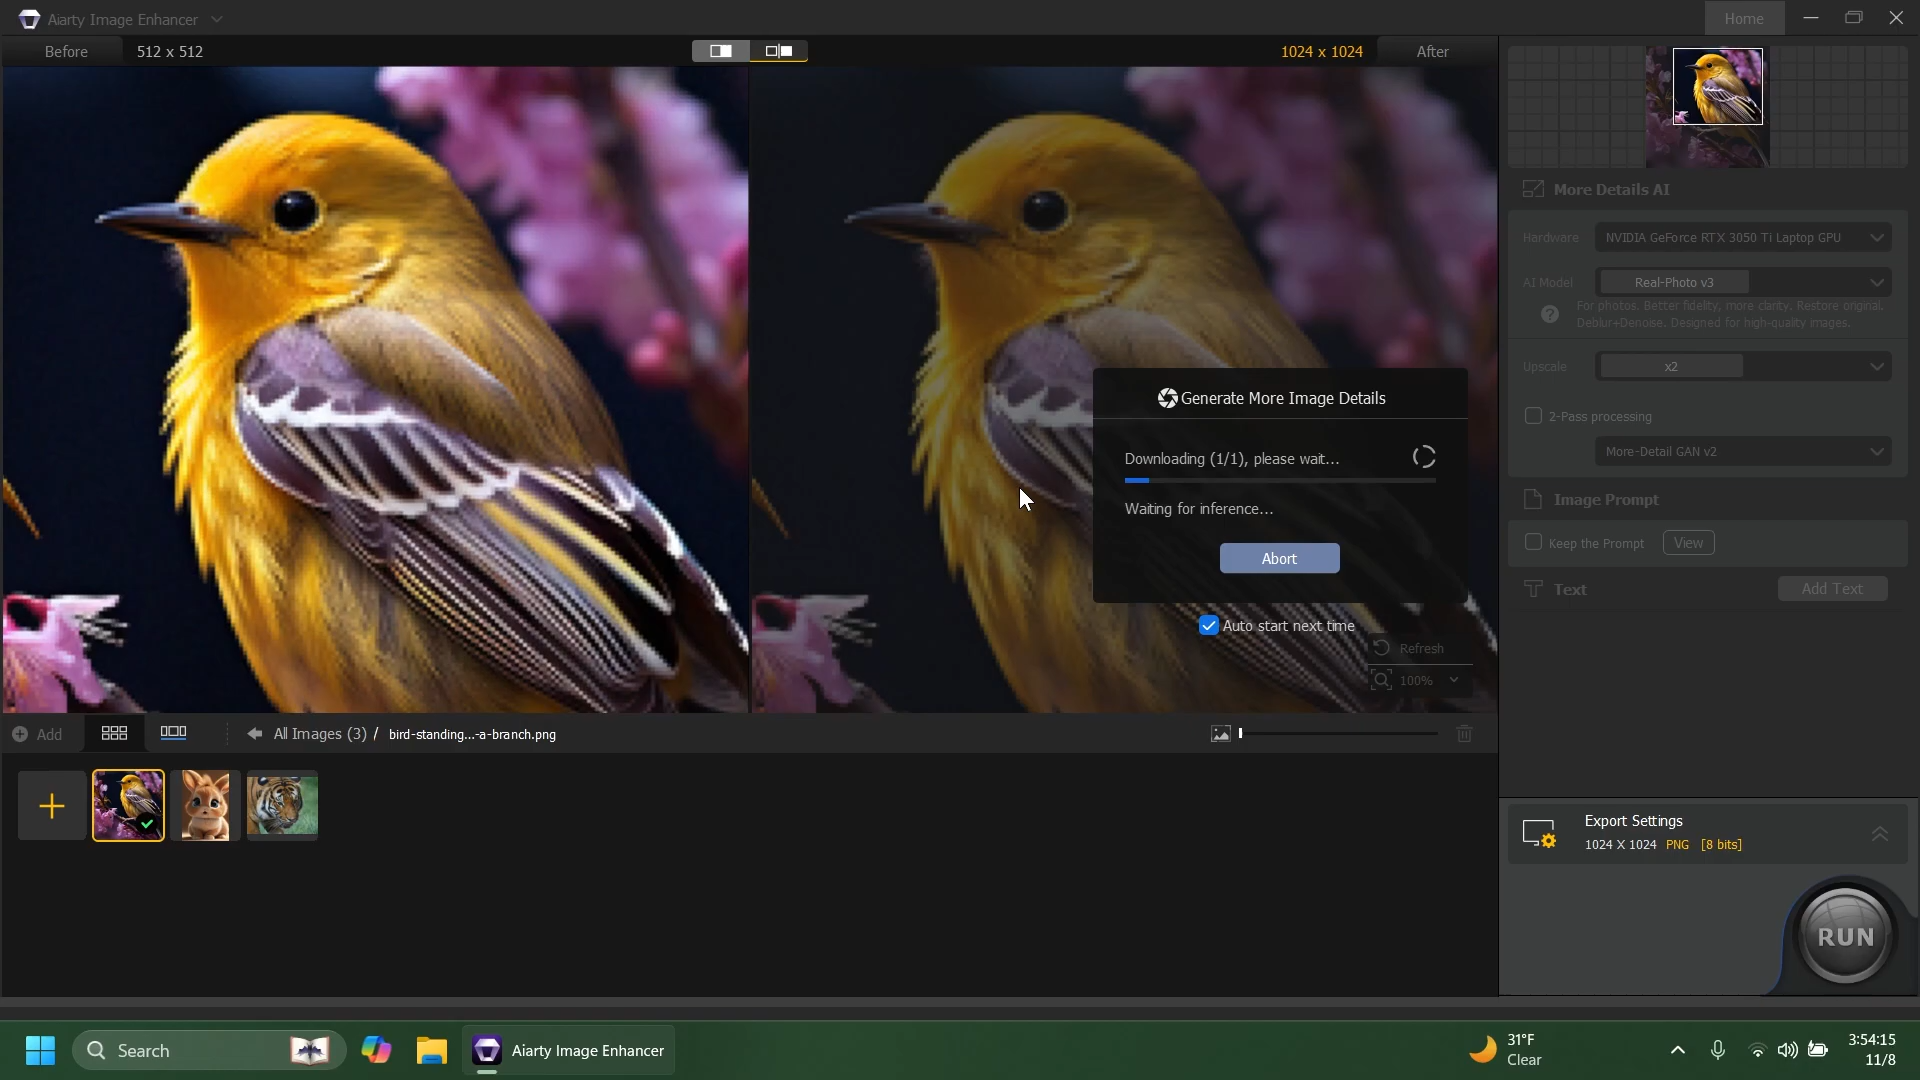 Aiarty Image Enhancer
Home
Before
512 x 512
1024 x 1024
After
More Details AI
Hardware
NVIDIA GeForce RTX 3050 Ti Laptop GPU
AI Model
Real-Photo v3
For photos. Better fidelity, more clarity. Restore original.
Deblur+Denoise. Designed for high-quality images.
Upscale
x2
2-Pass processing
More-Detail GAN v2
Image Prompt
Keep the Prompt
View
Text
Add Text
Generate More Image Details
Downloading (1/1), please wait...
Waiting for inference...
Abort
Auto start next time
Refresh
100%
Add
All Images (3) / bird-standing...-a-branch.png
Export Settings
1024 X 1024 PNG [8 bits]
RUN
Search
Aiarty Image Enhancer
31°F
Clear
3:54:15
11/8